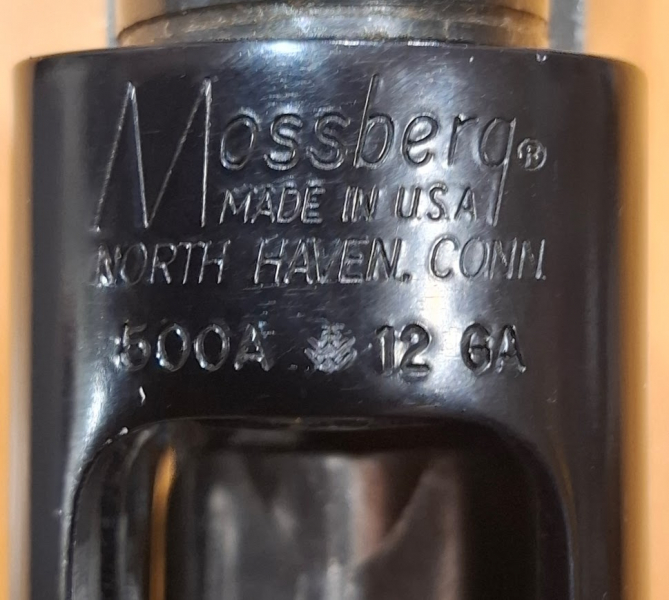 Mossberg®
MADE IN U.S.A
NORTH HAVEN, CONN.
500A 12 GA